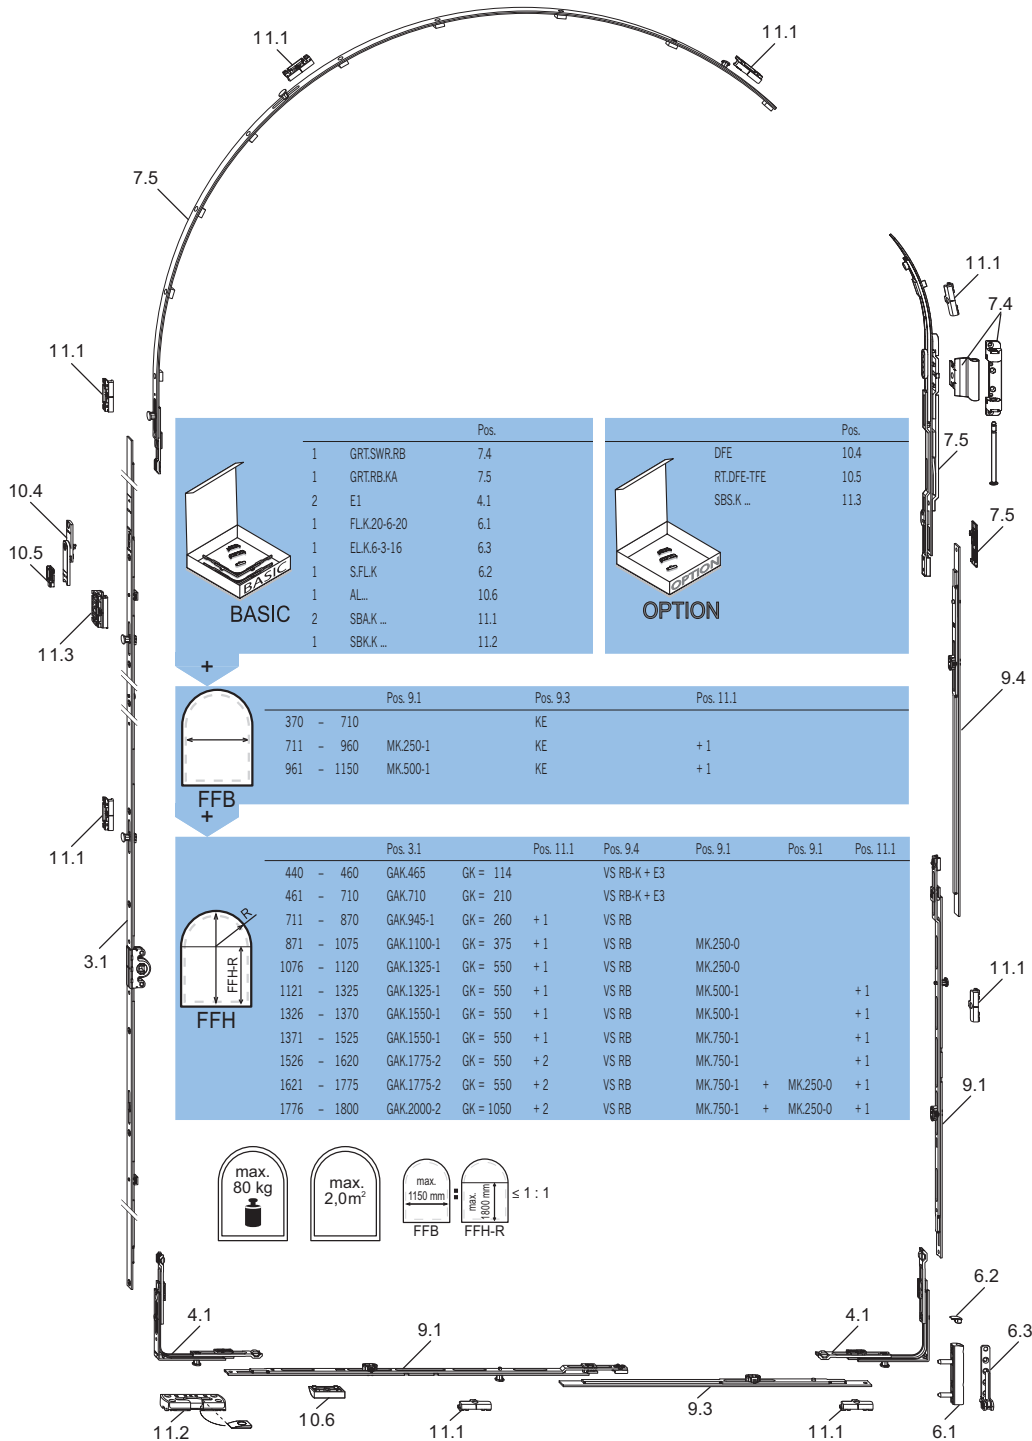 11.1
11.1
7.5
11.1
7.4
11.1
7.5
10.4
10.5
11.3
7.5
9.4
Pos.
1 GRT.SWR.RB 7.4
1 GRT.RB.KA 7.5
2 E1 4.1
1 FL.K.20-6-20 6.1
1 EL.K.6-3-16 6.3
1 S.FL.K 6.2
1 AL... 10.6
2 SBA.K ... 11.1
1 SBK.K ... 11.2
BASIC
BASIC
Pos.
DFE 10.4
RT.DFE-TFE 10.5
SBS.K ... 11.3
OPTION
OPTION
+
Pos. 9.1 Pos. 9.3 Pos. 11.1
370 – 710 KE
711 – 960 MK.250-1 KE + 1
961 – 1150 MK.500-1 KE + 1
FFB
+
11.1
3.1
Pos. 3.1 Pos. 11.1 Pos. 9.4 Pos. 9.1 Pos. 9.1 Pos. 11.1
440 – 460 GAK.465 GK = 114 VS RB-K + E3
461 – 710 GAK.710 GK = 210 VS RB-K + E3
711 – 870 GAK.945-1 GK = 260 + 1 VS RB
871 – 1075 GAK.1100-1 GK = 375 + 1 VS RB MK.250-0
1076 – 1120 GAK.1325-1 GK = 550 + 1 VS RB MK.250-0
1121 – 1325 GAK.1325-1 GK = 550 + 1 VS RB MK.500-1 + 1
1326 – 1370 GAK.1550-1 GK = 550 + 1 VS RB MK.500-1 + 1
1371 – 1525 GAK.1550-1 GK = 550 + 1 VS RB MK.750-1 + 1
1526 – 1620 GAK.1775-2 GK = 550 + 2 VS RB MK.750-1 + 1
1621 – 1775 GAK.1775-2 GK = 550 + 2 VS RB MK.750-1 + MK.250-0 + 1
1776 – 1800 GAK.2000-2 GK = 1050 + 2 VS RB MK.750-1 + MK.250-0 + 1
R
FFH-R
FFH
11.1
9.1
max.
80 kg
max.
2,0m²
max.
1150 mm
FFB
:
max.
1800 mm
FFH-R
≤ 1 : 1
4.1
9.1
4.1
6.2
6.3
11.2
10.6
11.1
9.3
11.1
6.1